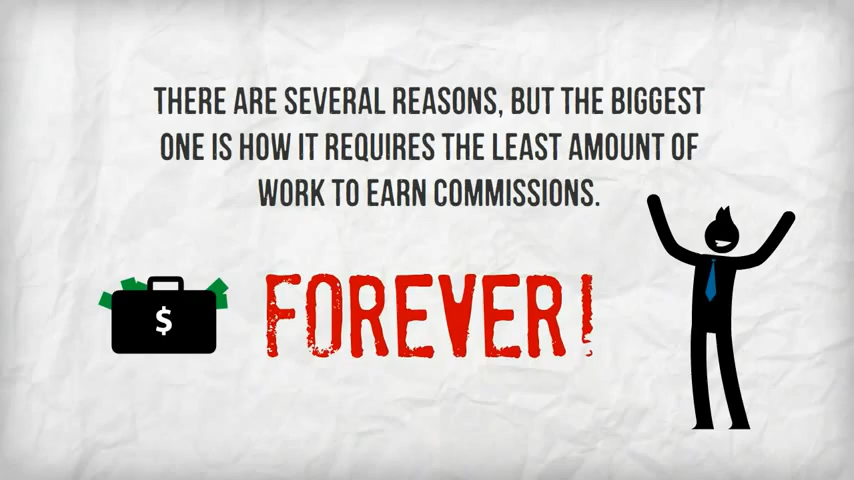 THERE ARE SEVERAL REASONS, BUT THE BIGGEST
ONE IS HOW IT REQUIRES THE LEAST AMOUNT OF
WORK TO EARN COMMISSIONS.
$
FOREVER!